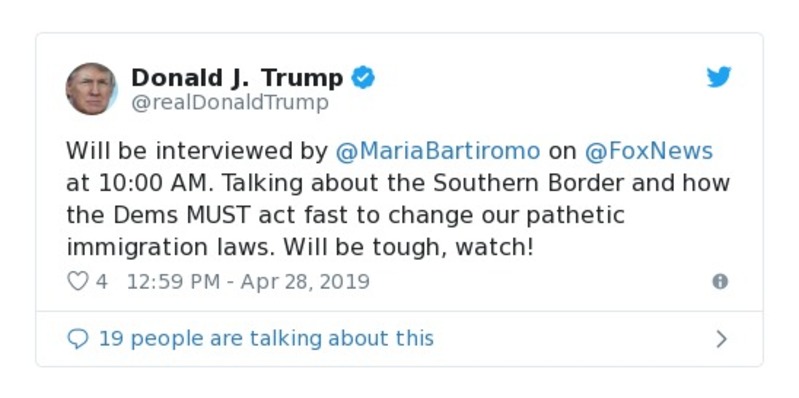 Donald J. Trump
@realDonaldTrump
Will be interviewed by @MariaBartiromo on @FoxNews
at 10:00 AM. Talking about the Southern Border and how
the Dems MUST act fast to change our pathetic
immigration laws. Will be tough, watch!
4 12:59 PM - Apr 28, 2019
19 people are talking about this